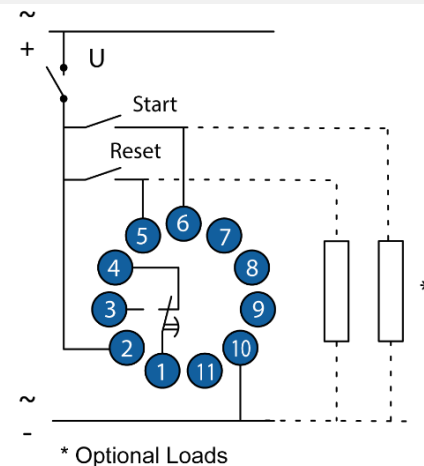 ~
+ U
Start
Reset
5 6 7
4 8
3 9
2 10
1 11
*
~
-
* Optional Loads